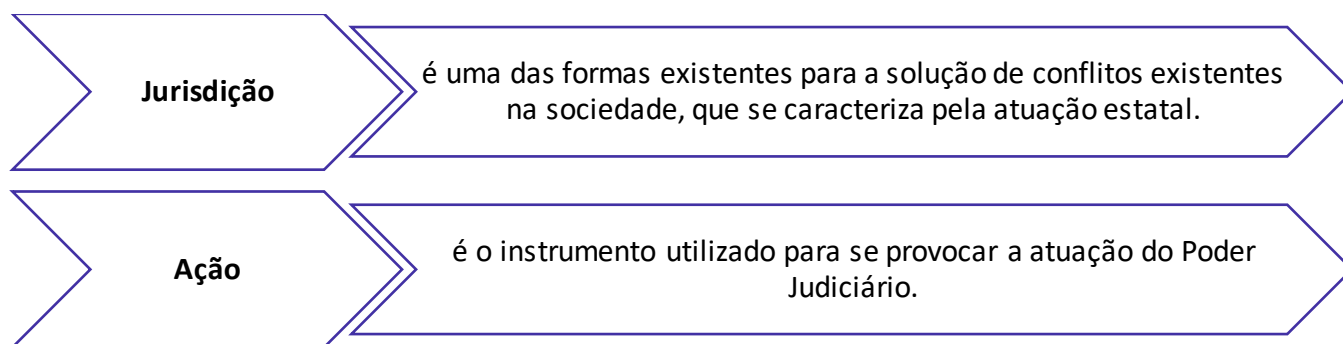 Jurisdição
é uma das formas existentes para a solução de conflitos existentes
na sociedade, que se caracteriza pela atuação estatal.
Ação
é o instrumento utilizado para se provocar a atuação do Poder
Judiciário.